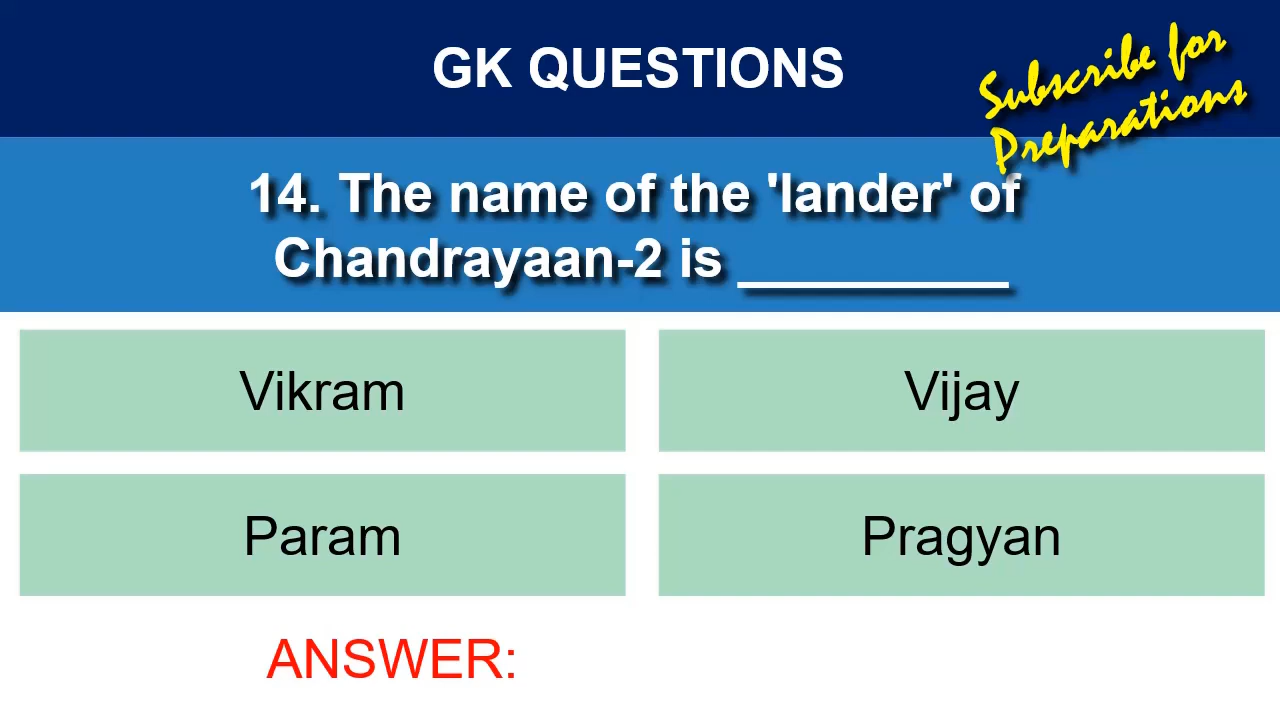 GK QUESTIONS
Subscribe for
Preparations
14. The name of the 'lander' of
Chandrayaan-2 is __________
Vikram
Vijay
Param
Pragyan
ANSWER: